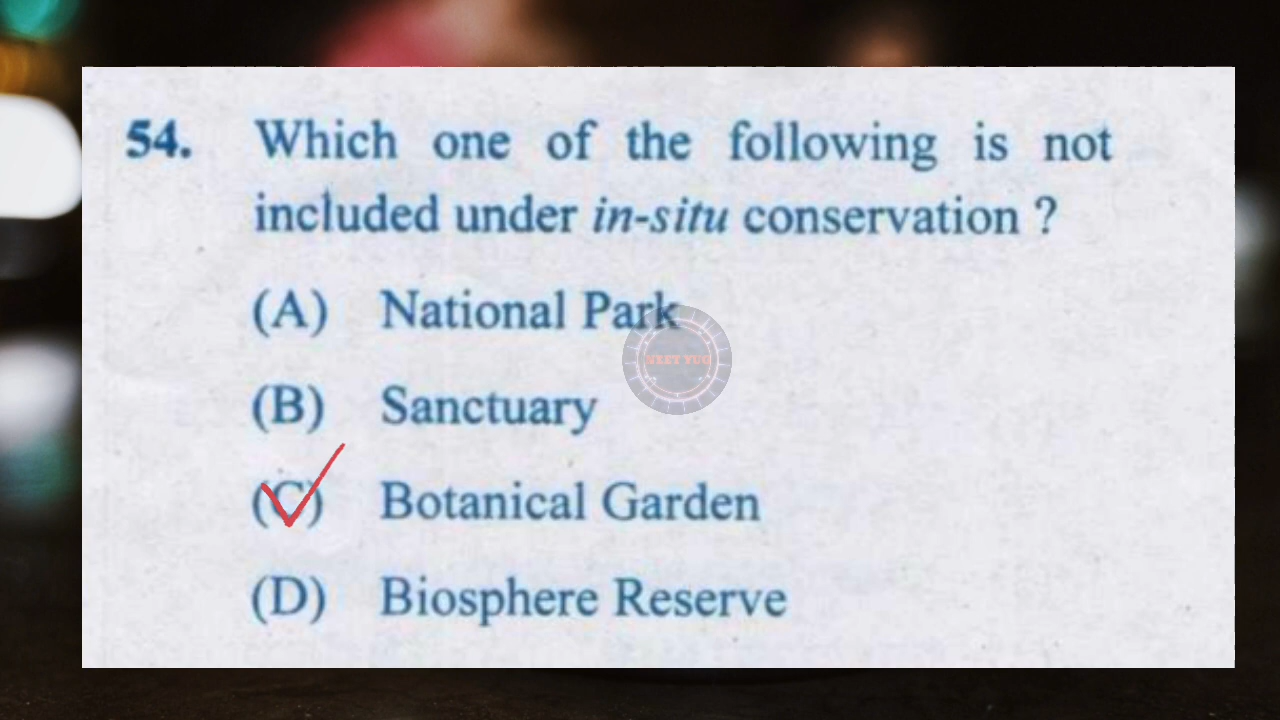 54. Which one of the following is not
included under in-situ conservation ?
(A) National Park
(B) Sanctuary
(C) Botanical Garden
(D) Biosphere Reserve